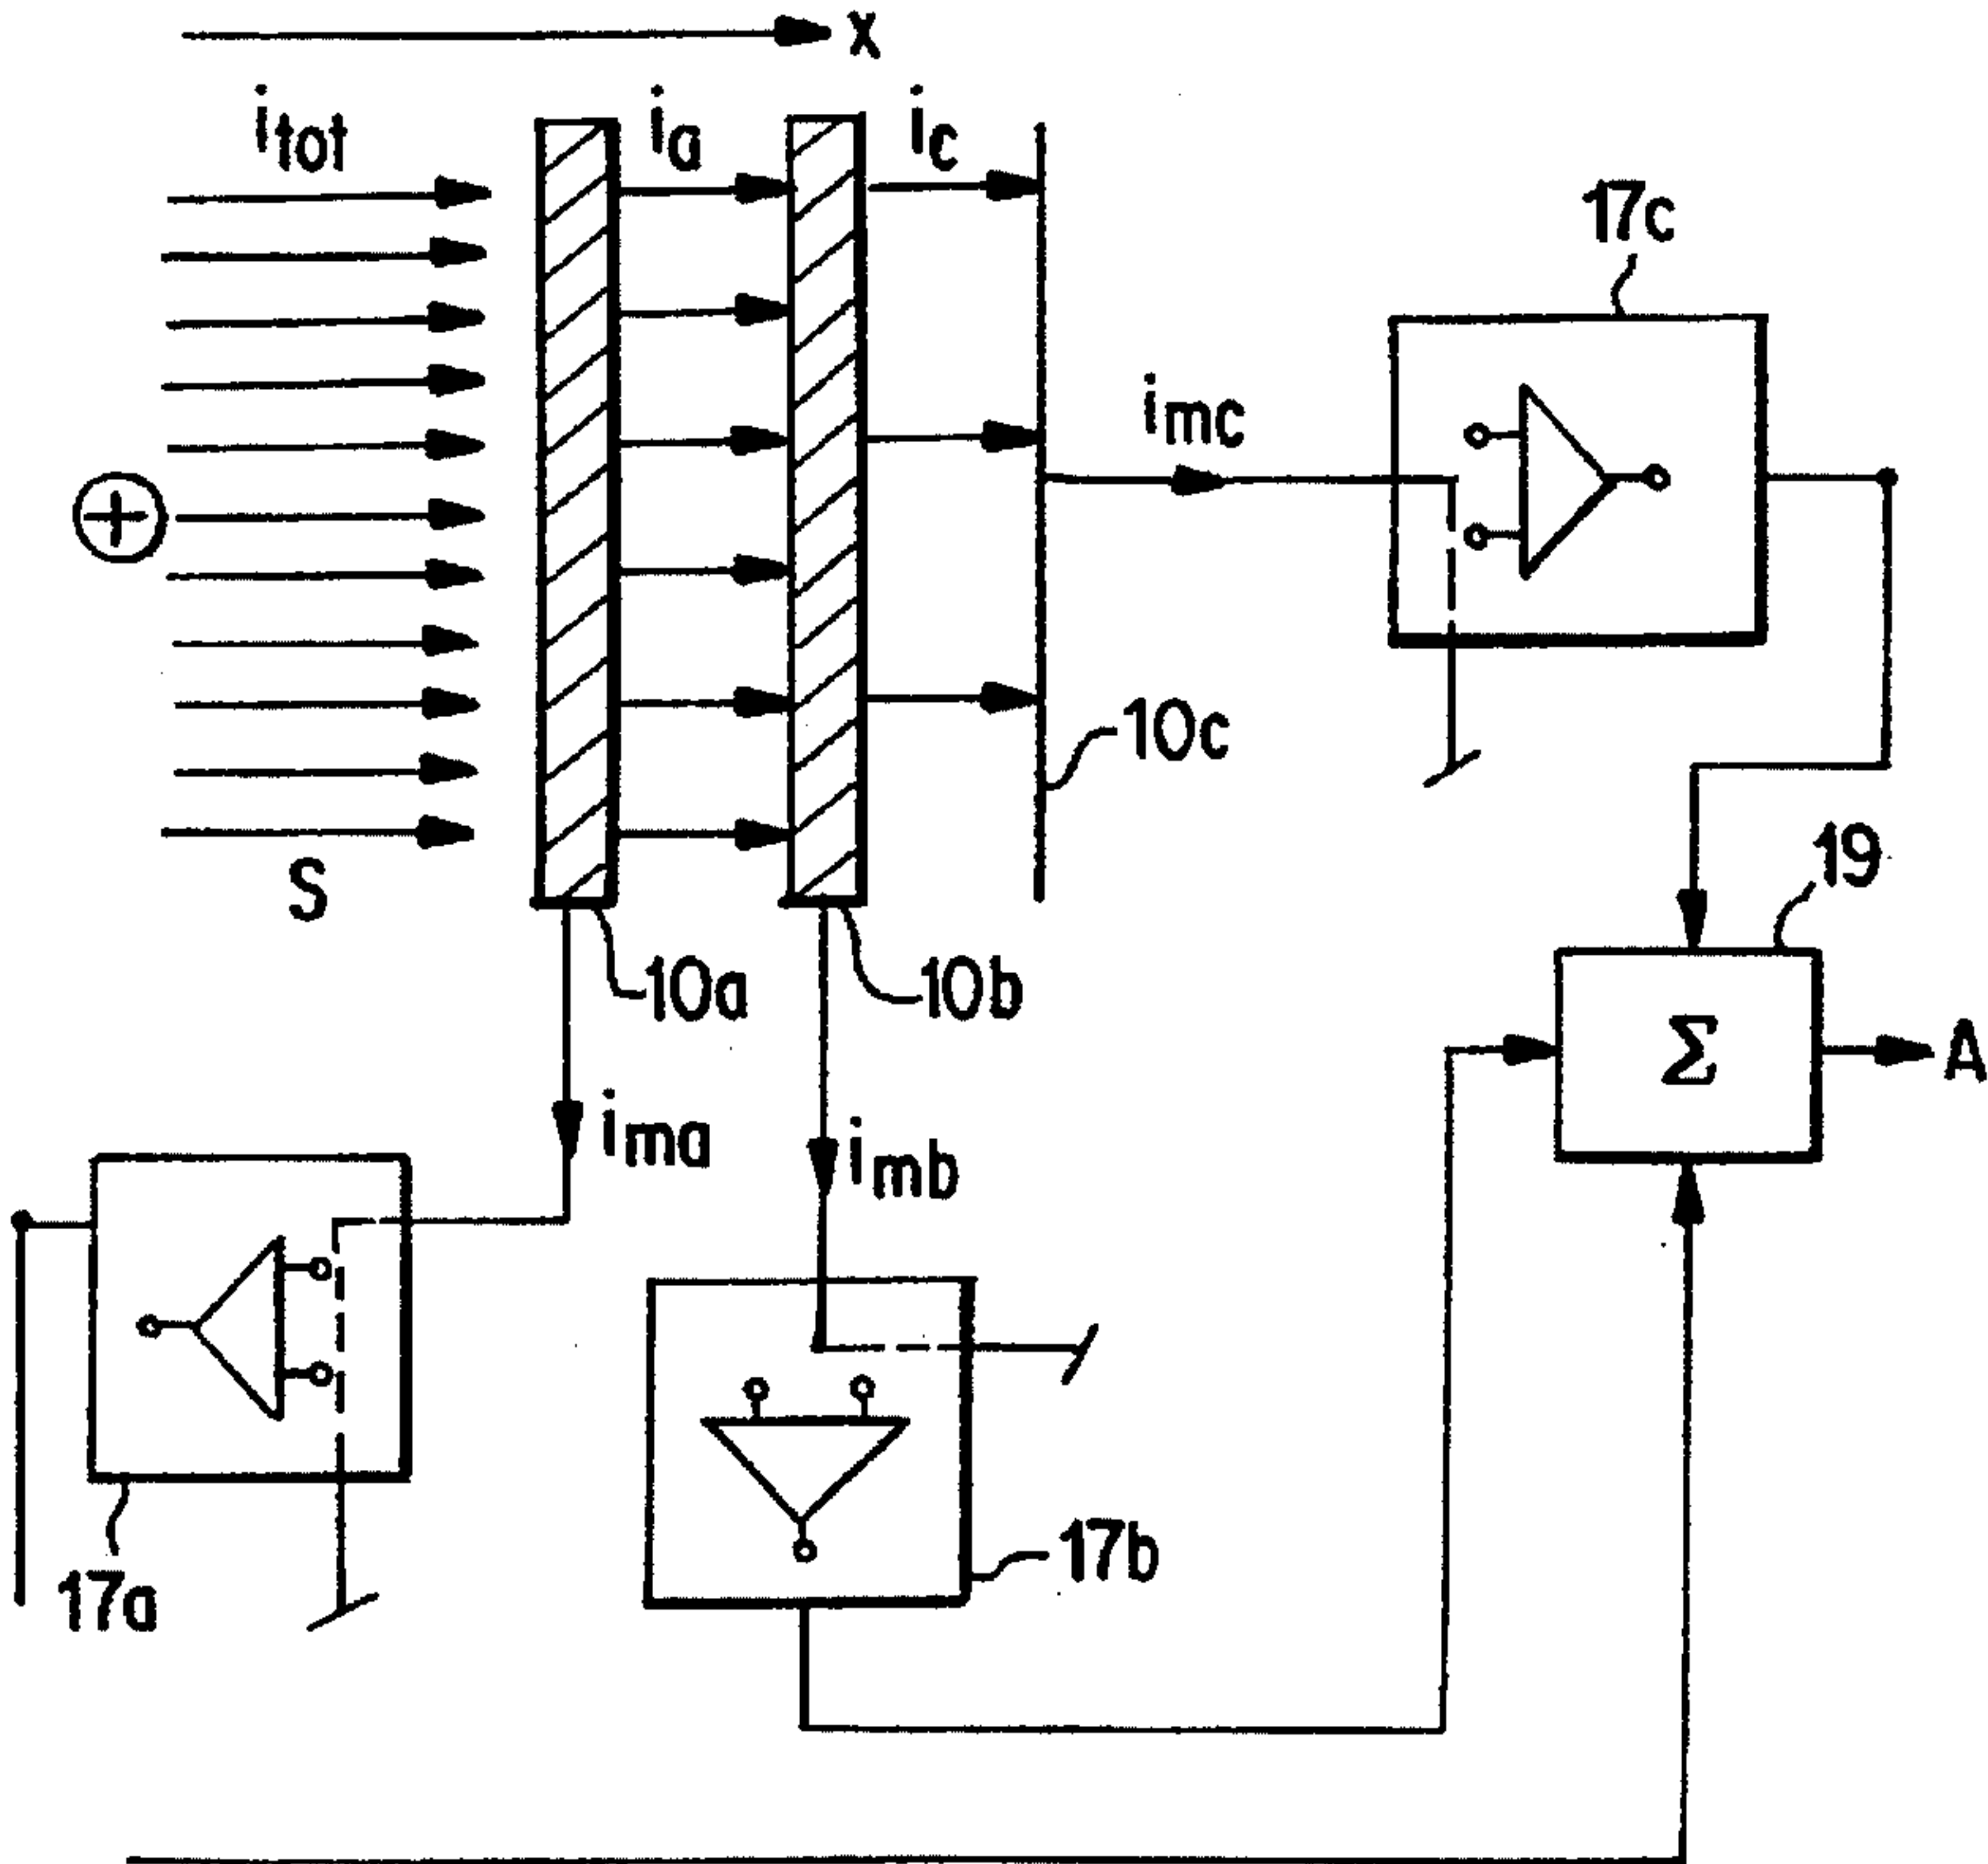 x
itot
ia
ic
17c
imc
+
10c
S
19
10a
10b
Σ
A
ima
imb
17b
17a